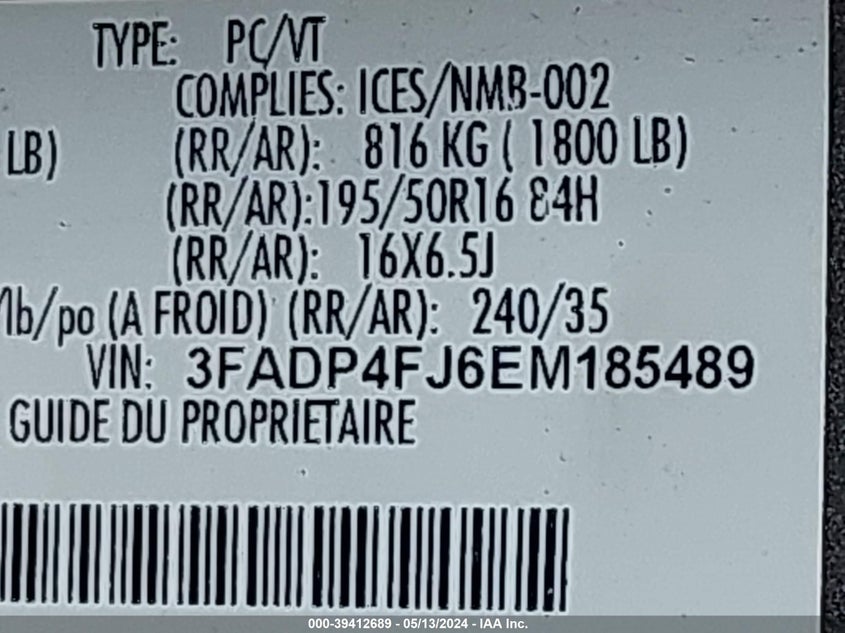 TYPE: PC/VT
COMPLIES: ICES/NMB-002
LB) (RR/AR): 816 KG ( 1800 LB)
(RR/AR):195/50R16 84H
(RR/AR): 16X6.5J
/lb/po (A FROID) (RR/AR): 240/35
VIN: 3FADP4FJ6EM185489
GUIDE DU PROPRIETAIRE
000-39412689 - 05/13/2024 - IAA Inc.